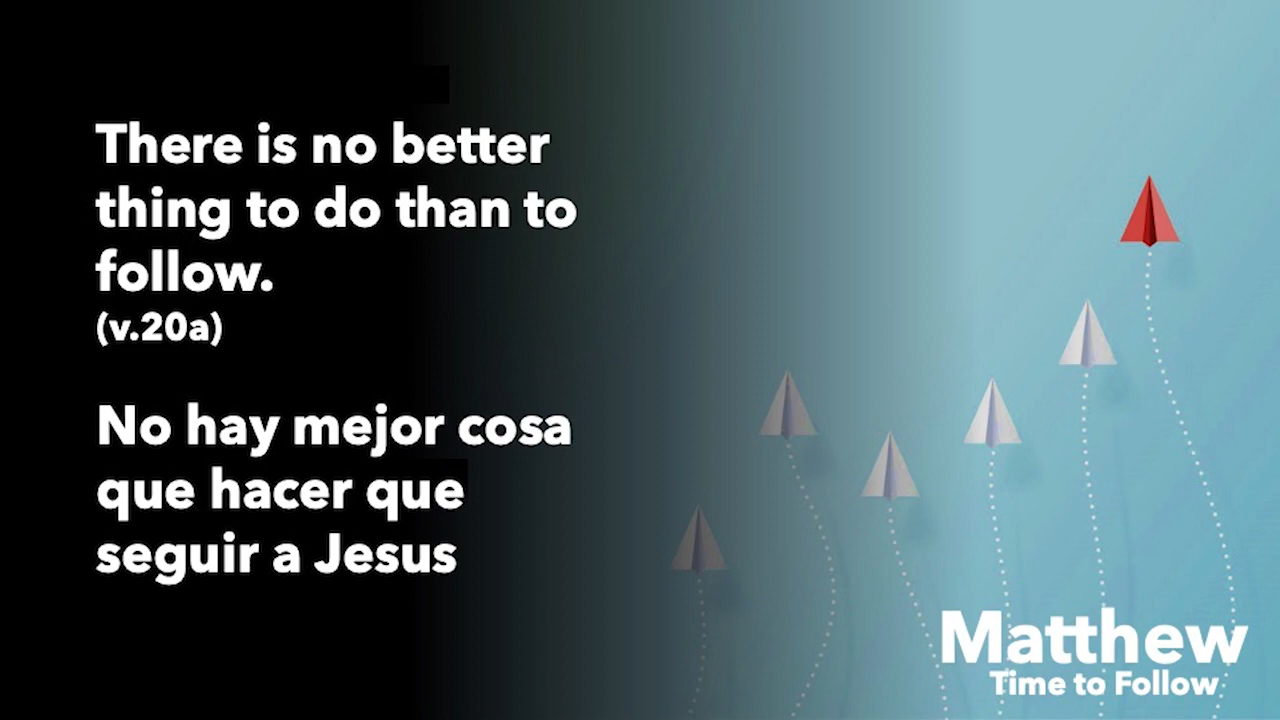 There is no better
thing to do than to
follow.
(v.20a)
No hay mejor cosa
que hacer que
seguir a Jesus
Matthew
Time to Follow